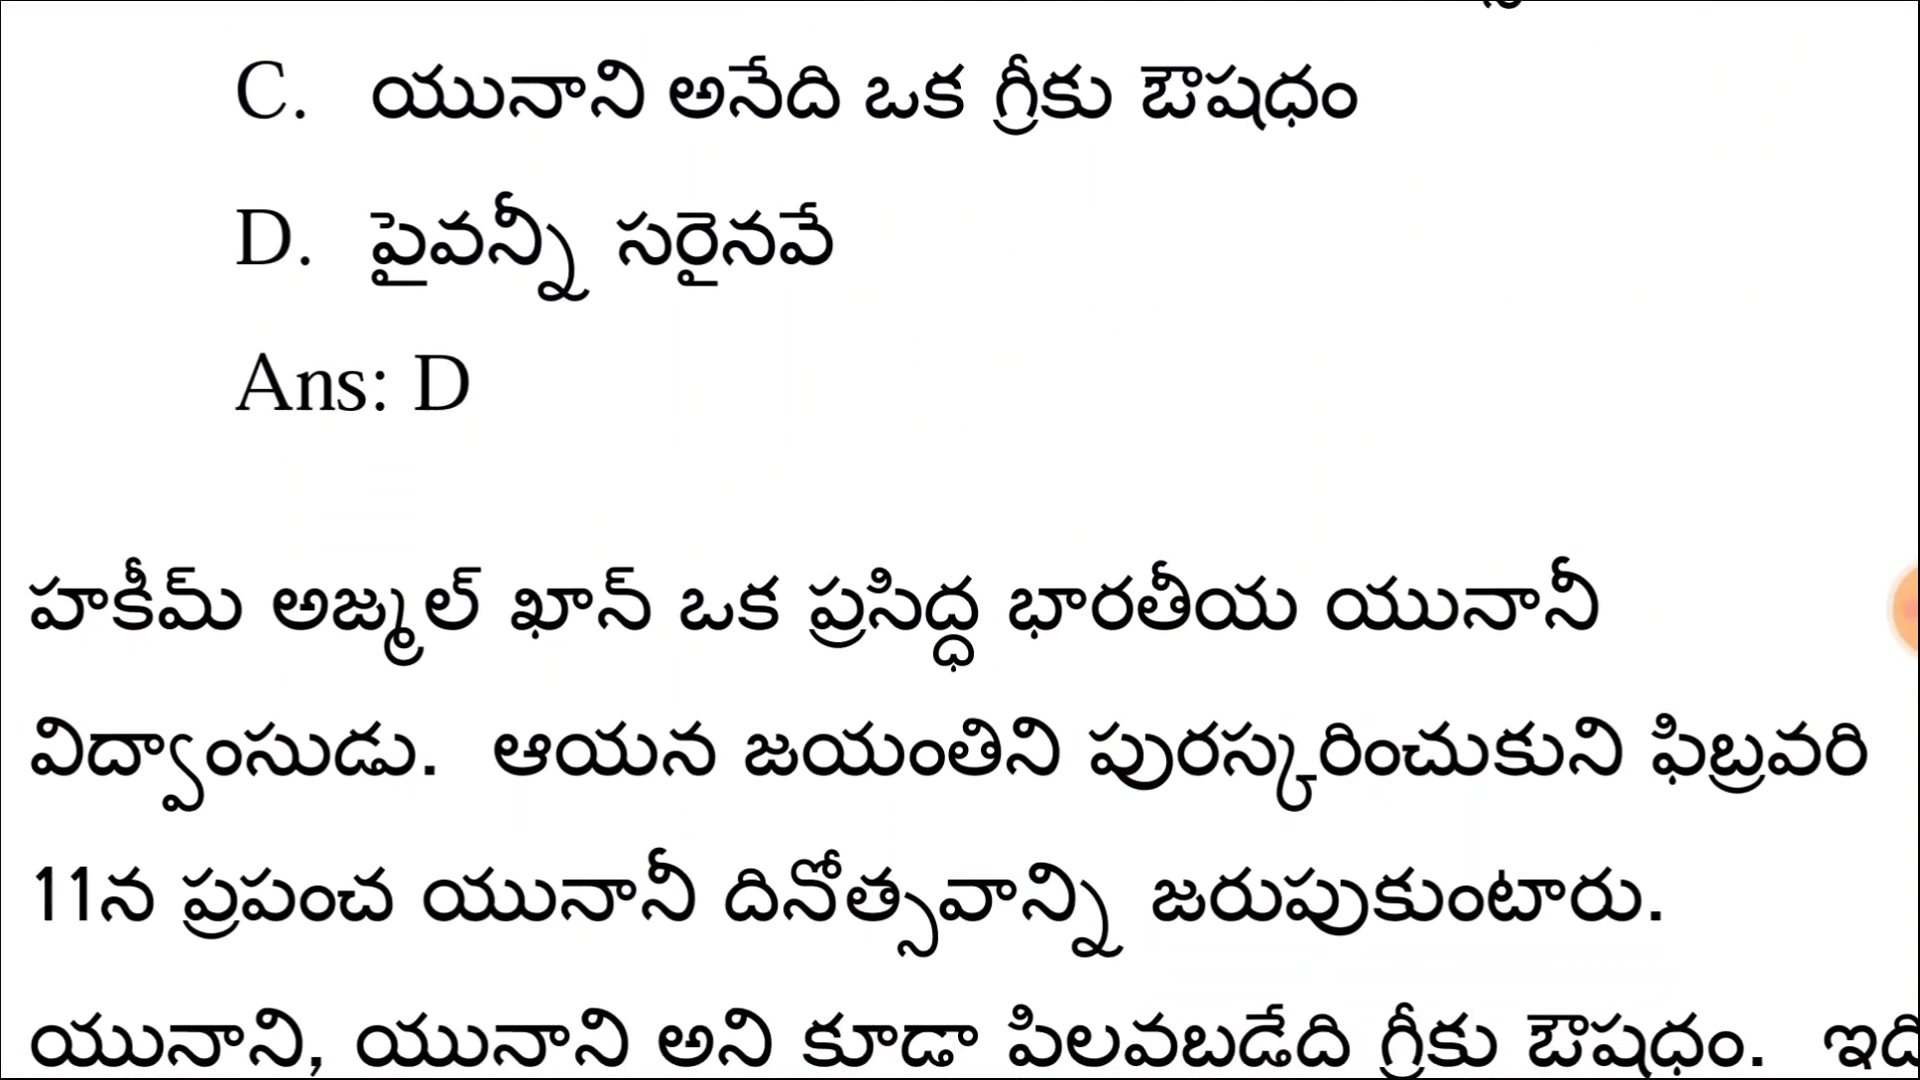 C. యునాని అనేది ఒక గ్రీకు ఔషధం
D. పైవన్నీ సరైనవే
Ans: D
హకీమ్ అజ్మల్ ఖాన్ ఒక ప్రసిద్ధ భారతీయ యునానీ
విద్వాంసుడు. ఆయన జయంతిని పురస్కరించుకుని ఫిబ్రవరి
11న ప్రపంచ యునానీ దినోత్సవాన్ని జరుపుకుంటారు.
యునాని, యునాని అని కూడా పిలవబడేది గ్రీకు ఔషధం. ఇది